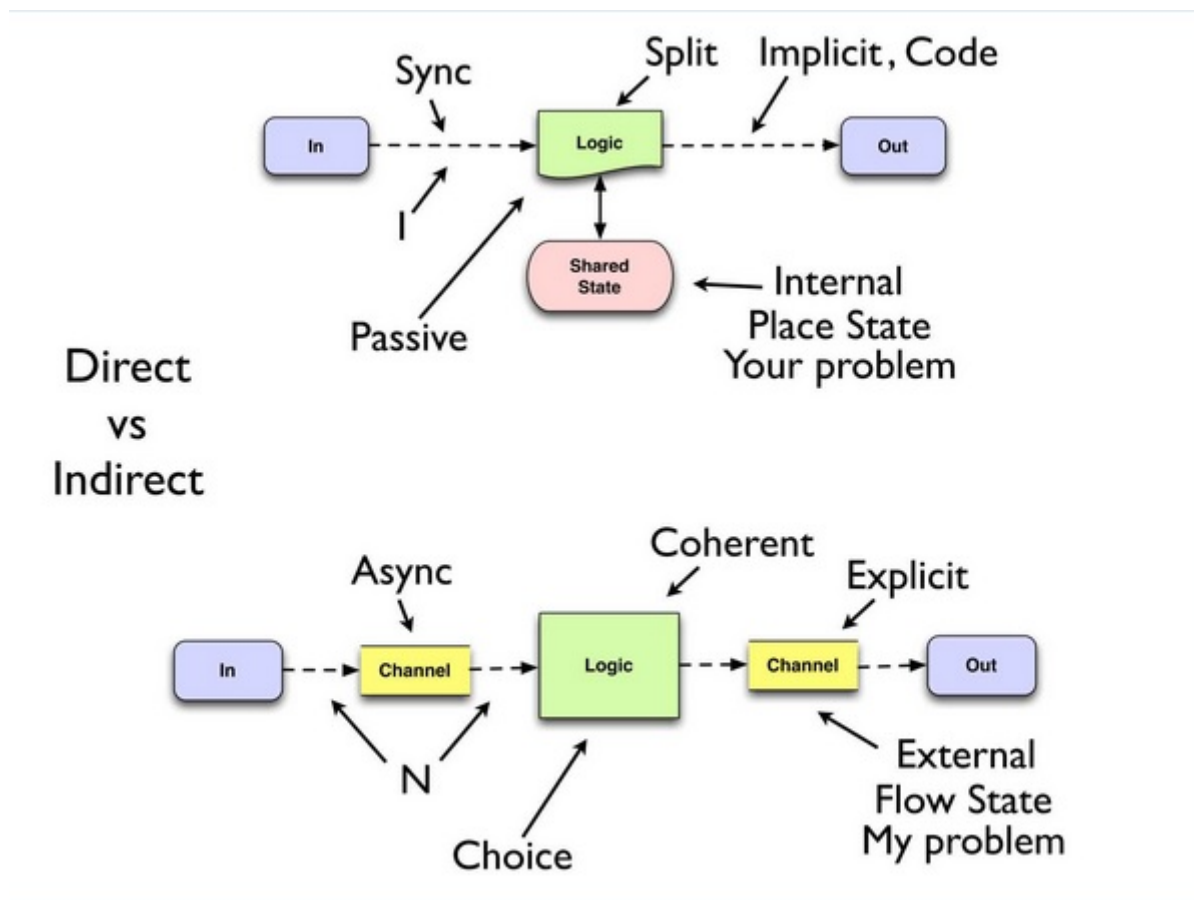 Sync
Split
Implicit, Code
In
Logic
Out
I
Shared
State
Passive
Internal
Place State
Your problem
Direct
vs
Indirect
Async
Coherent
Explicit
In
Channel
Logic
Channel
Out
N
Choice
External
Flow State
My problem